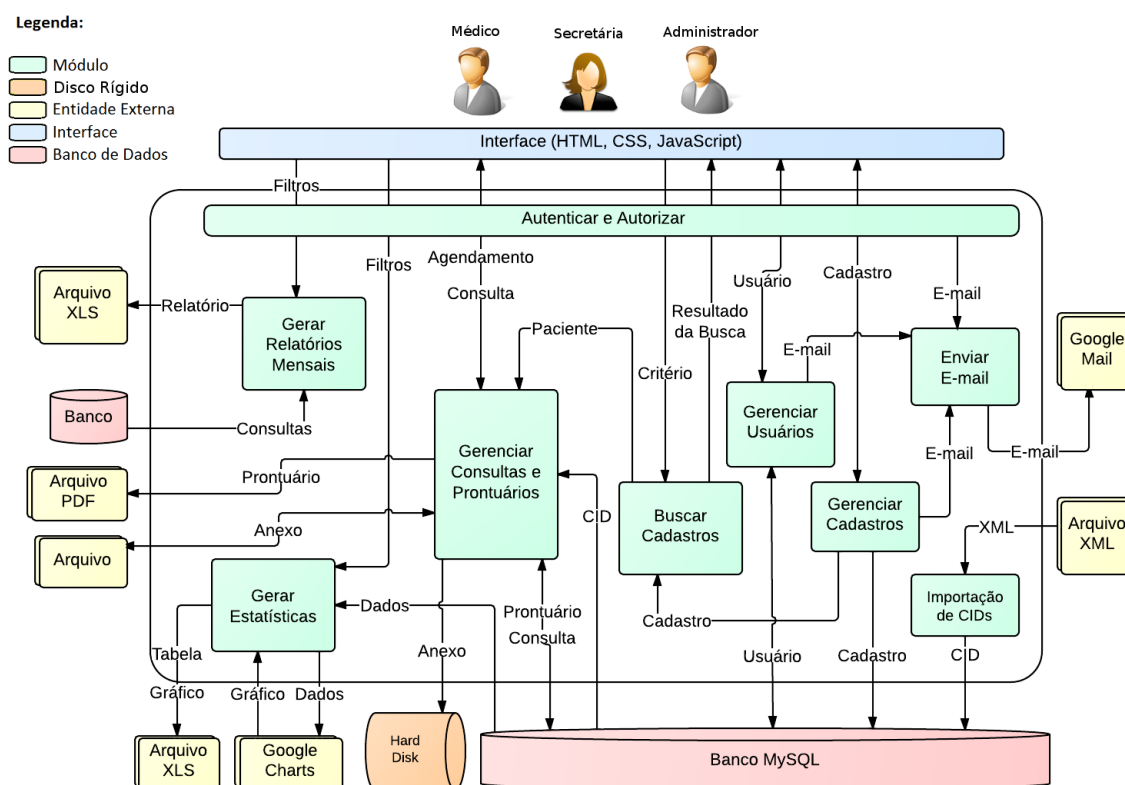 Legenda:
Módulo
Disco Rígido
Entidade Externa
Interface
Banco de Dados
Médico
Secretária
Administrador
Interface (HTML, CSS, JavaScript)
Filtros
Autenticar e Autorizar
Filtros
Agendamento
Consulta
Usuário
Cadastro
E-mail
Arquivo
XLS
Relatório
Gerar
Relatórios
Mensais
Paciente
Resultado
da Busca
Critério
E-mail
Enviar
E-mail
Google
Mail
Banco
Consultas
Gerenciar
Usuários
E-mail
E-mail
Arquivo
PDF
Prontuário
Gerenciar
Consultas e
Prontuários
CID
Buscar
Cadastros
Gerenciar
Cadastros
XML
Arquivo
XML
Anexo
Arquivo
Gerar
Estatísticas
Dados
Prontuário
Consulta
Cadastro
Importação
de CIDs
Tabela
Gráfico
Gráfico
Dados
Anexo
Usuário
Cadastro
CID
Arquivo
XLS
Google
Charts
Hard
Disk
Banco MySQL